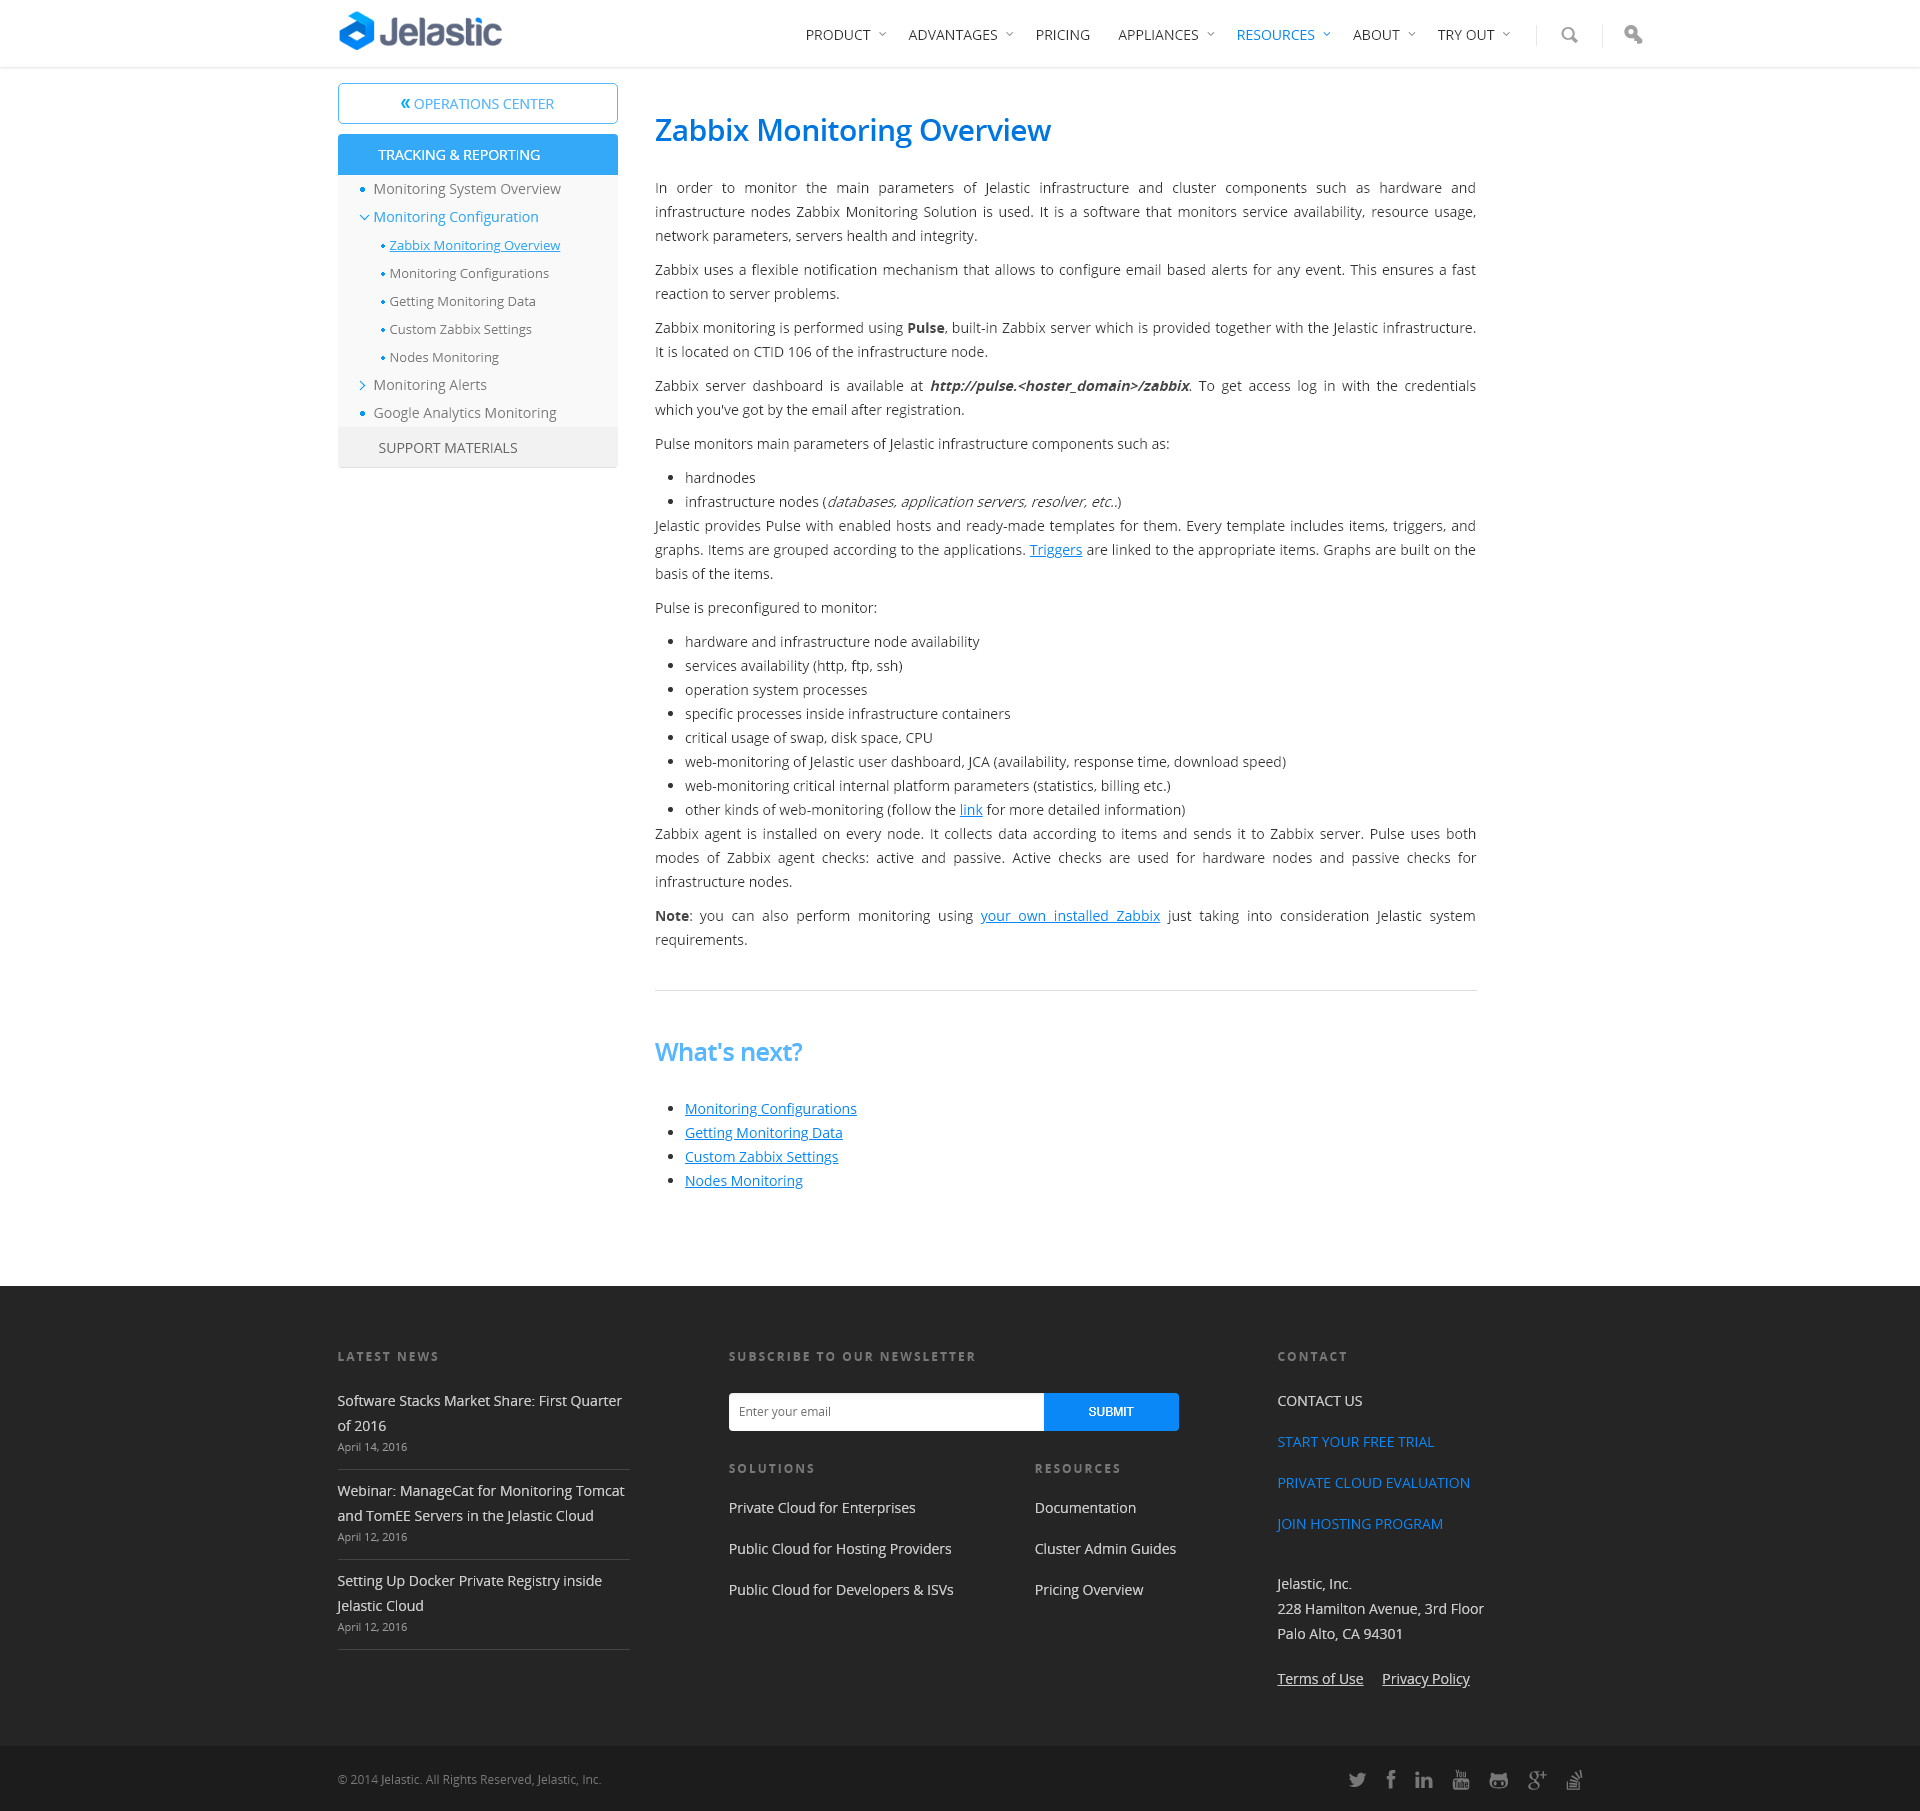 Jelastic
PRODUCT ADVANTAGES PRICING APPLIANCES RESOURCES ABOUT TRY OUT
« OPERATIONS CENTER
TRACKING & REPORTING
Monitoring System Overview
Monitoring Configuration
Zabbix Monitoring Overview
Monitoring Configurations
Getting Monitoring Data
Custom Zabbix Settings
Nodes Monitoring
Monitoring Alerts
Google Analytics Monitoring
SUPPORT MATERIALS
Zabbix Monitoring Overview
In order to monitor the main parameters of Jelastic infrastructure and cluster components such as hardware and
infrastructure nodes Zabbix Monitoring Solution is used. It is a software that monitors service availability, resource usage,
network parameters, servers health and integrity.
Zabbix uses a flexible notification mechanism that allows to configure email based alerts for any event. This ensures a fast
reaction to server problems.
Zabbix monitoring is performed using Pulse, built-in Zabbix server which is provided together with the Jelastic infrastructure.
It is located on CTID 106 of the infrastructure node.
Zabbix server dashboard is available at http://pulse.<hoster_domain>/zabbix. To get access log in with the credentials
which you've got by the email after registration.
Pulse monitors main parameters of Jelastic infrastructure components such as:
• hardnodes
• infrastructure nodes (databases, application servers, resolver, etc..)
Jelastic provides Pulse with enabled hosts and ready-made templates for them. Every template includes items, triggers, and
graphs. Items are grouped according to the applications. Triggers are linked to the appropriate items. Graphs are built on the
basis of the items.
Pulse is preconfigured to monitor:
• hardware and infrastructure node availability
• services availability (http, ftp, ssh)
• operation system processes
• specific processes inside infrastructure containers
• critical usage of swap, disk space, CPU
• web-monitoring of Jelastic user dashboard, JCA (availability, response time, download speed)
• web-monitoring critical internal platform parameters (statistics, billing etc.)
• other kinds of web-monitoring (follow the link for more detailed information)
Zabbix agent is installed on every node. It collects data according to items and sends it to Zabbix server. Pulse uses both
modes of Zabbix agent checks: active and passive. Active checks are used for hardware nodes and passive checks for
infrastructure nodes.
Note: you can also perform monitoring using your own installed Zabbix just taking into consideration Jelastic system
requirements.
What's next?
• Monitoring Configurations
• Getting Monitoring Data
• Custom Zabbix Settings
• Nodes Monitoring
LATEST NEWS
Software Stacks Market Share: First Quarter
of 2016
April 14, 2016
Webinar: ManageCat for Monitoring Tomcat
and TomEE Servers in the Jelastic Cloud
April 12, 2016
Setting Up Docker Private Registry inside
Jelastic Cloud
April 12, 2016
SUBSCRIBE TO OUR NEWSLETTER
Enter your email SUBMIT
SOLUTIONS
Private Cloud for Enterprises
Public Cloud for Hosting Providers
Public Cloud for Developers & ISVs
RESOURCES
Documentation
Cluster Admin Guides
Pricing Overview
CONTACT
CONTACT US
START YOUR FREE TRIAL
PRIVATE CLOUD EVALUATION
JOIN HOSTING PROGRAM
Jelastic, Inc.
228 Hamilton Avenue, 3rd Floor
Palo Alto, CA 94301
Terms of Use Privacy Policy
© 2014 Jelastic. All Rights Reserved, Jelastic, Inc.